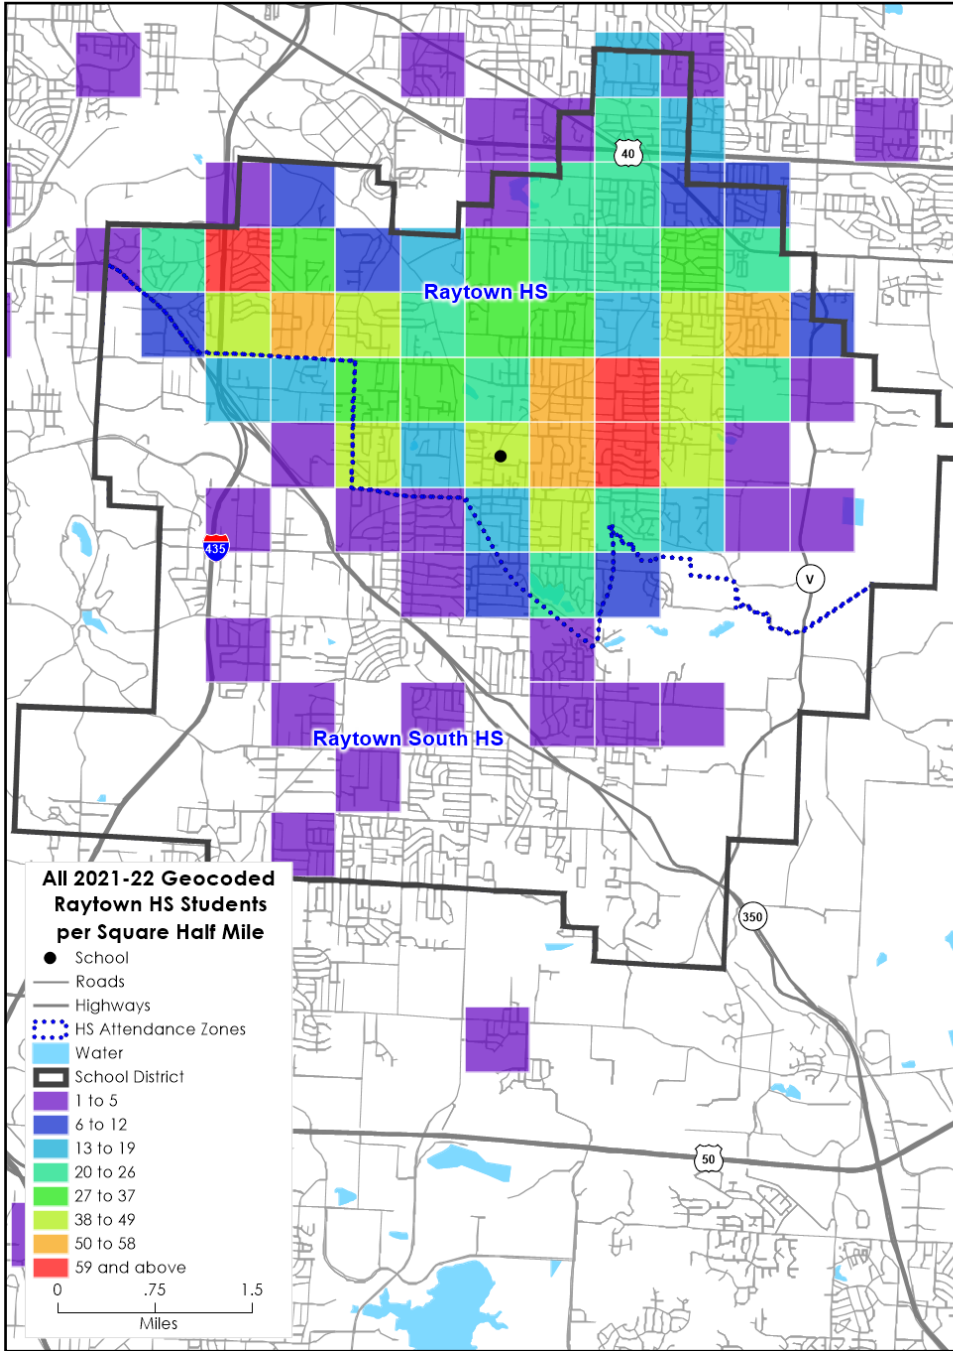 40
Raytown HS
435
V
Raytown South HS
350
50
All 2021-22 Geocoded
Raytown HS Students
per Square Half Mile
School
Roads
Highways
HS Attendance Zones
Water
School District
1 to 5
6 to 12
13 to 19
20 to 26
27 to 37
38 to 49
50 to 58
59 and above
0 .75 1.5
Miles